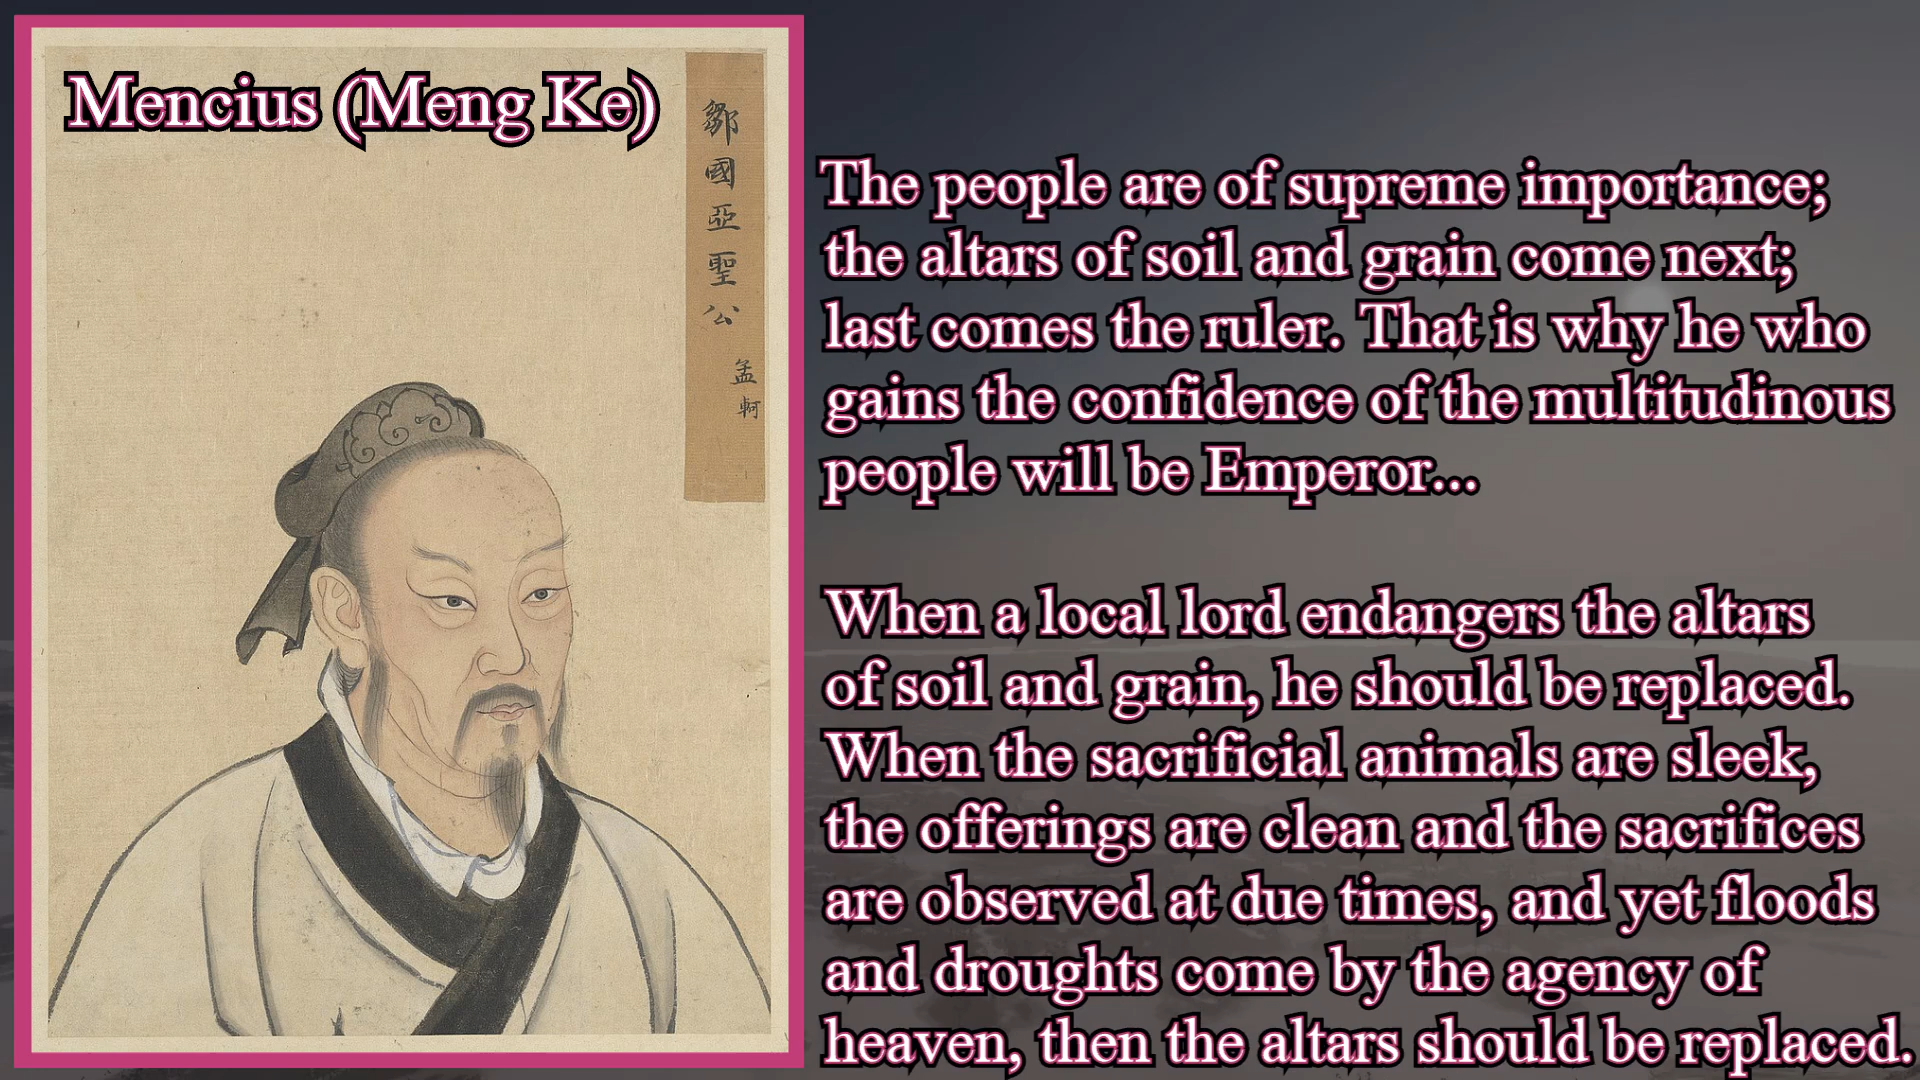 Mencius (Meng Ke)
鄒國亞聖公
孟軻
The people are of supreme importance;
the altars of soil and grain come next;
last comes the ruler. That is why he who
gains the confidence of the multitudinous
people will be Emperor...
When a local lord endangers the altars
of soil and grain, he should be replaced.
When the sacrificial animals are sleek,
the offerings are clean and the sacrifices
are observed at due times, and yet floods
and droughts come by the agency of
heaven, then the altars should be replaced.